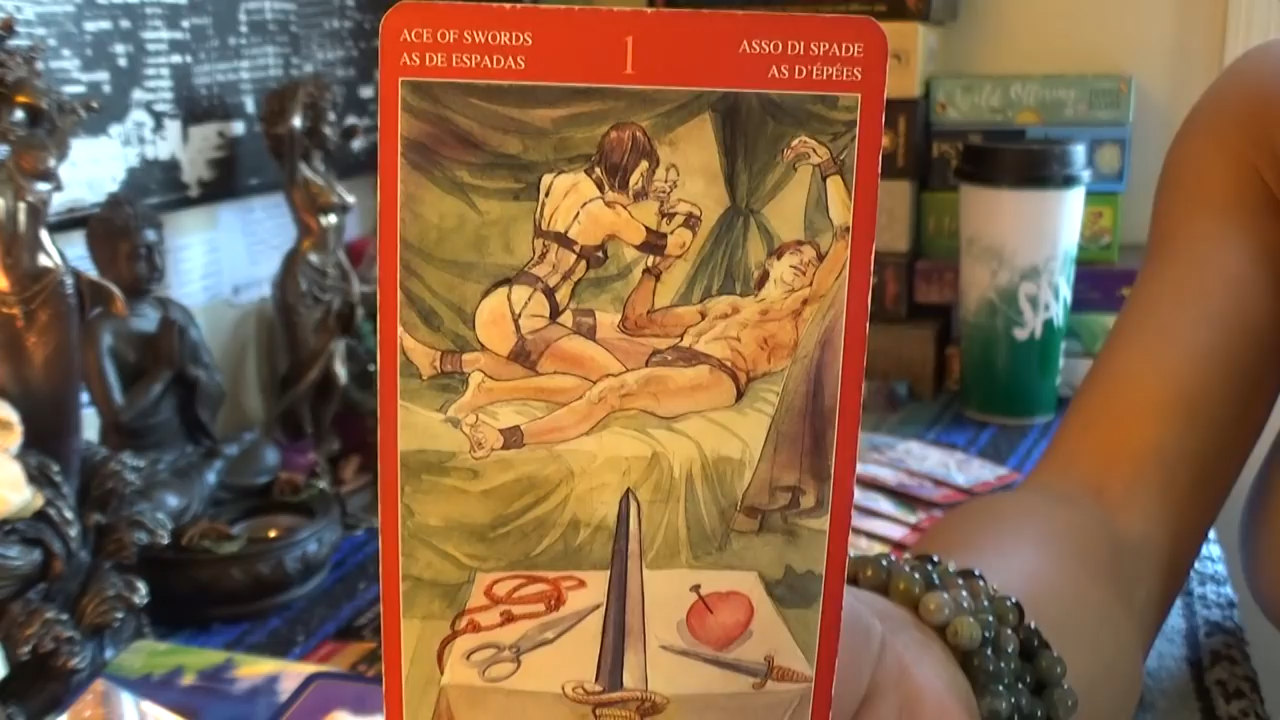 ACE OF SWORDS
AS DE ESPADAS
1
ASSO DI SPADE
AS D'ÉPÉES